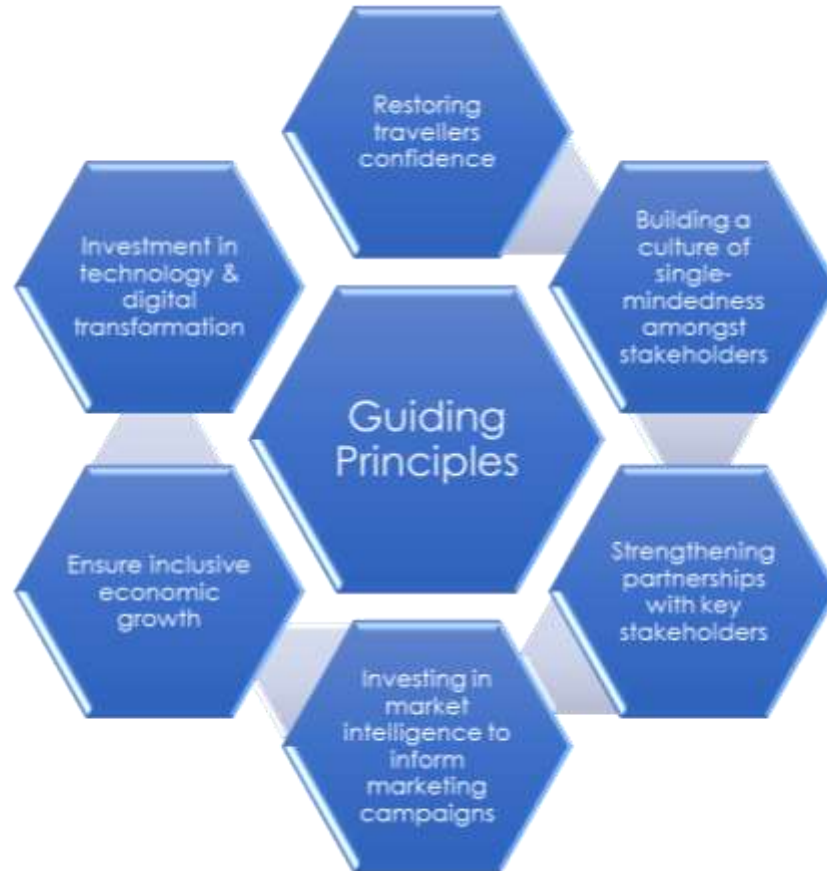 Restoring
travellers
confidence
Building a
culture of
single-
mindedness
amongst
stakeholders
Strengthening
partnerships
with key
stakeholders
Investing in
market
intelligence to
inform
marketing
campaigns
Ensure inclusive
economic
growth
Investment in
technology &
digital
transformation
Guiding
Principles